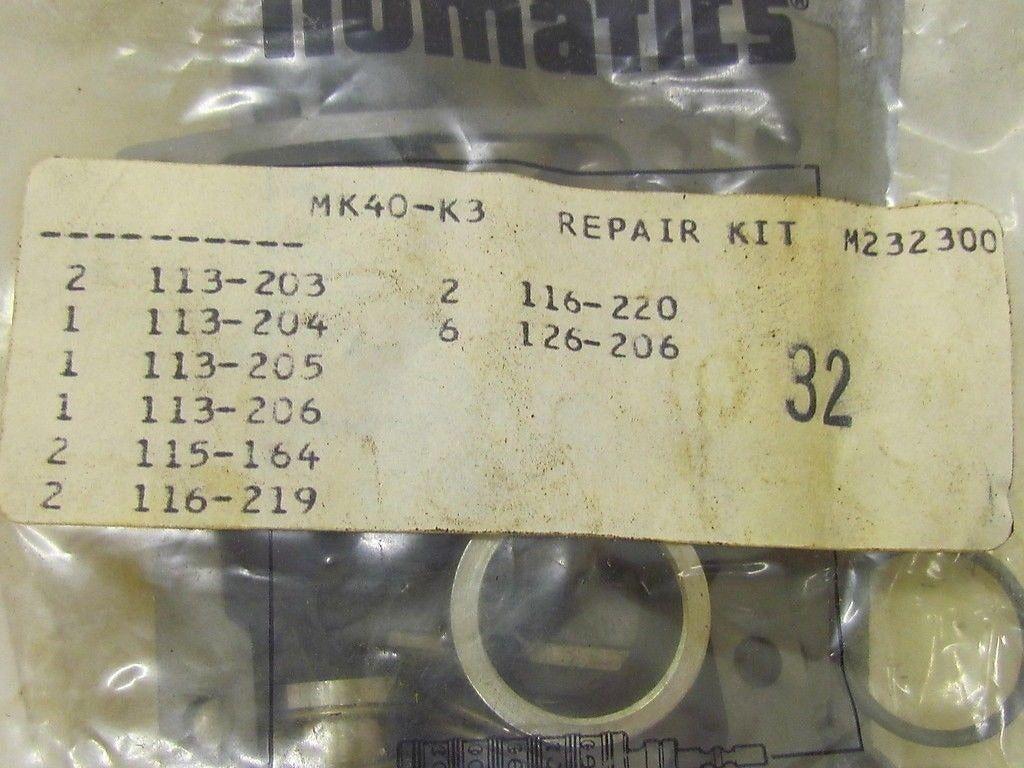 numatics®
MK40-K3 REPAIR KIT M232300
----------
2 113-203 2 116-220
1 113-204 6 126-206
1 113-205
1 113-206
2 115-164
2 116-219
32